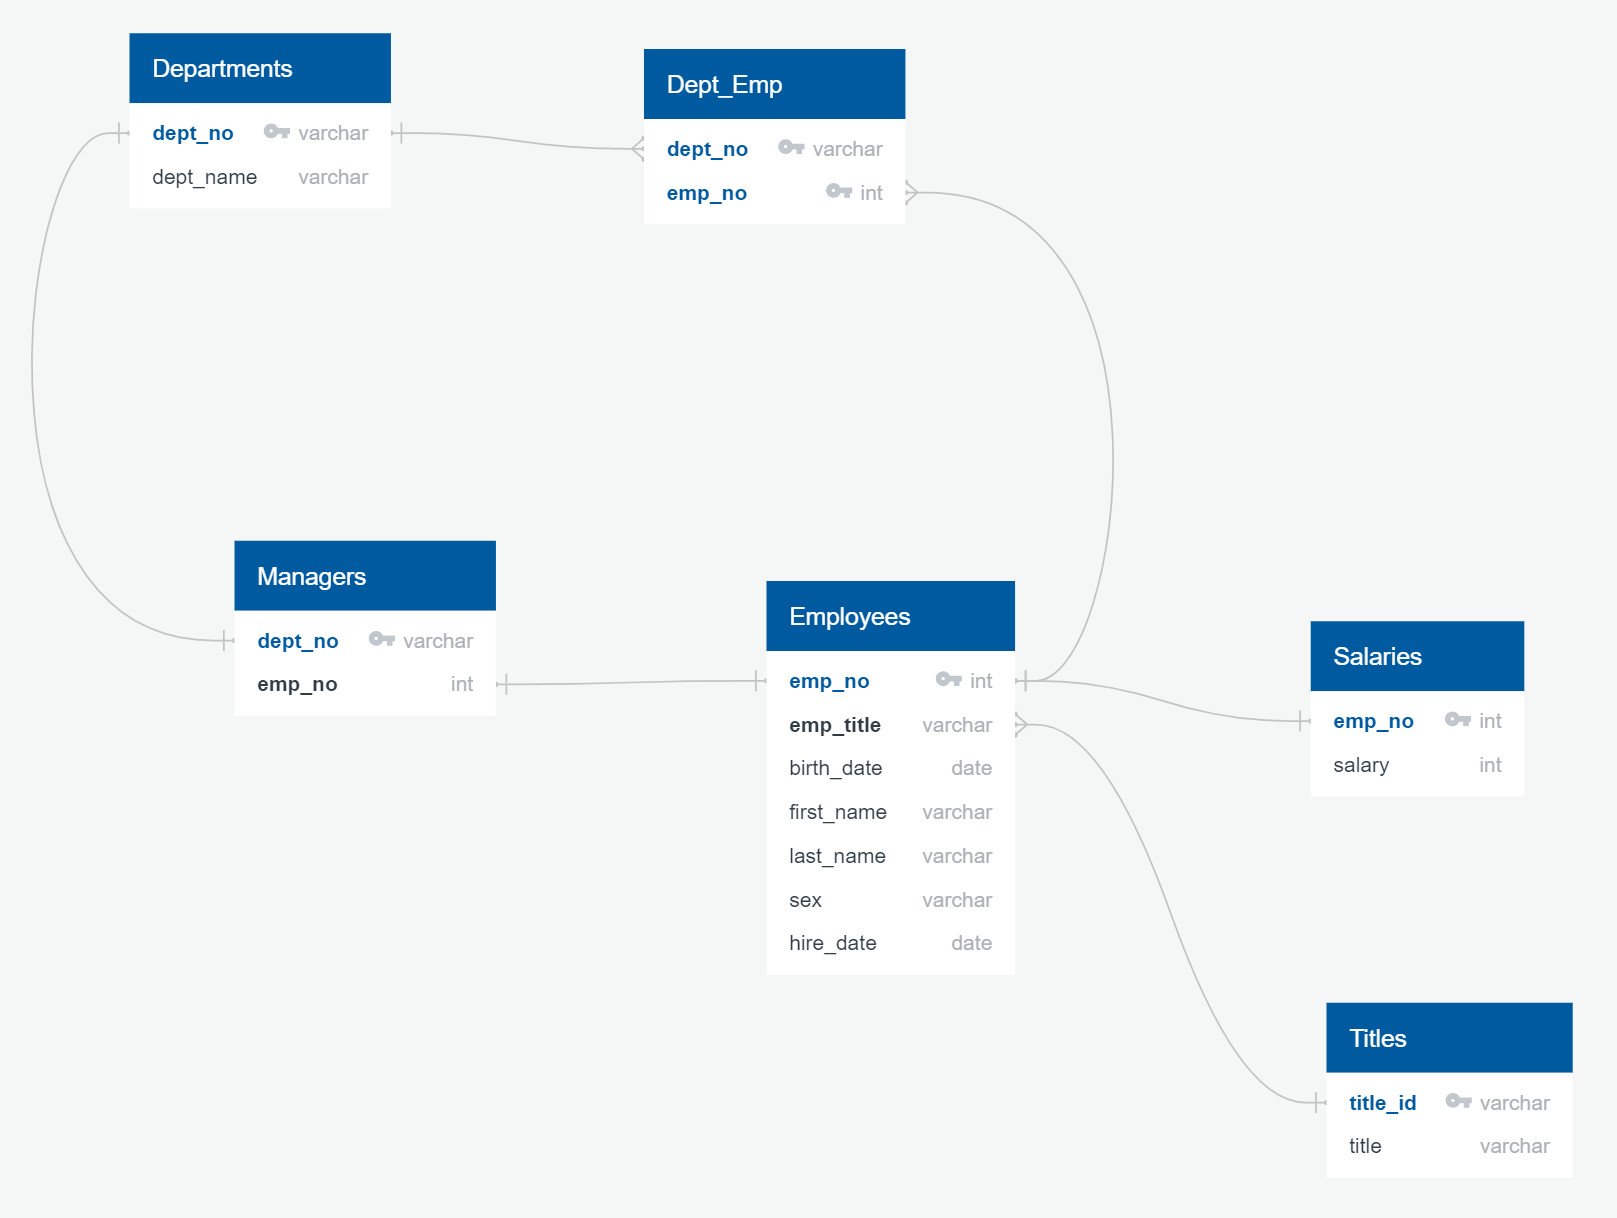 Departments
dept_no varchar
dept_name varchar
Dept_Emp
dept_no varchar
emp_no int
Managers
dept_no varchar
emp_no int
Employees
emp_no int
emp_title varchar
birth_date date
first_name varchar
last_name varchar
sex varchar
hire_date date
Salaries
emp_no int
salary int
Titles
title_id varchar
title varchar